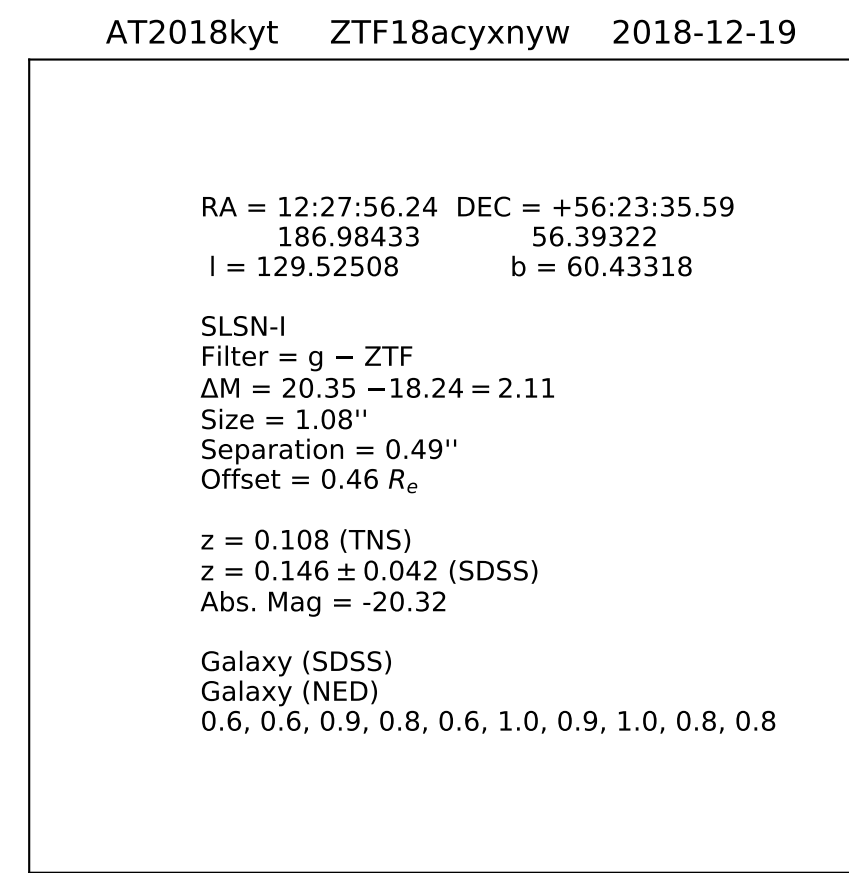 AT2018kyt ZTF18acyxnyw 2018-12-19
RA = 12:27:56.24 DEC = +56:23:35.59
186.98433 56.39322
l = 129.52508 b = 60.43318
SLSN-I
Filter = g − ZTF
ΔM = 20.35 −18.24 = 2.11
Size = 1.08''
Separation = 0.49''
Offset = 0.46 Re
z = 0.108 (TNS)
z = 0.146 ± 0.042 (SDSS)
Abs. Mag = -20.32
Galaxy (SDSS)
Galaxy (NED)
0.6, 0.6, 0.9, 0.8, 0.6, 1.0, 0.9, 1.0, 0.8, 0.8